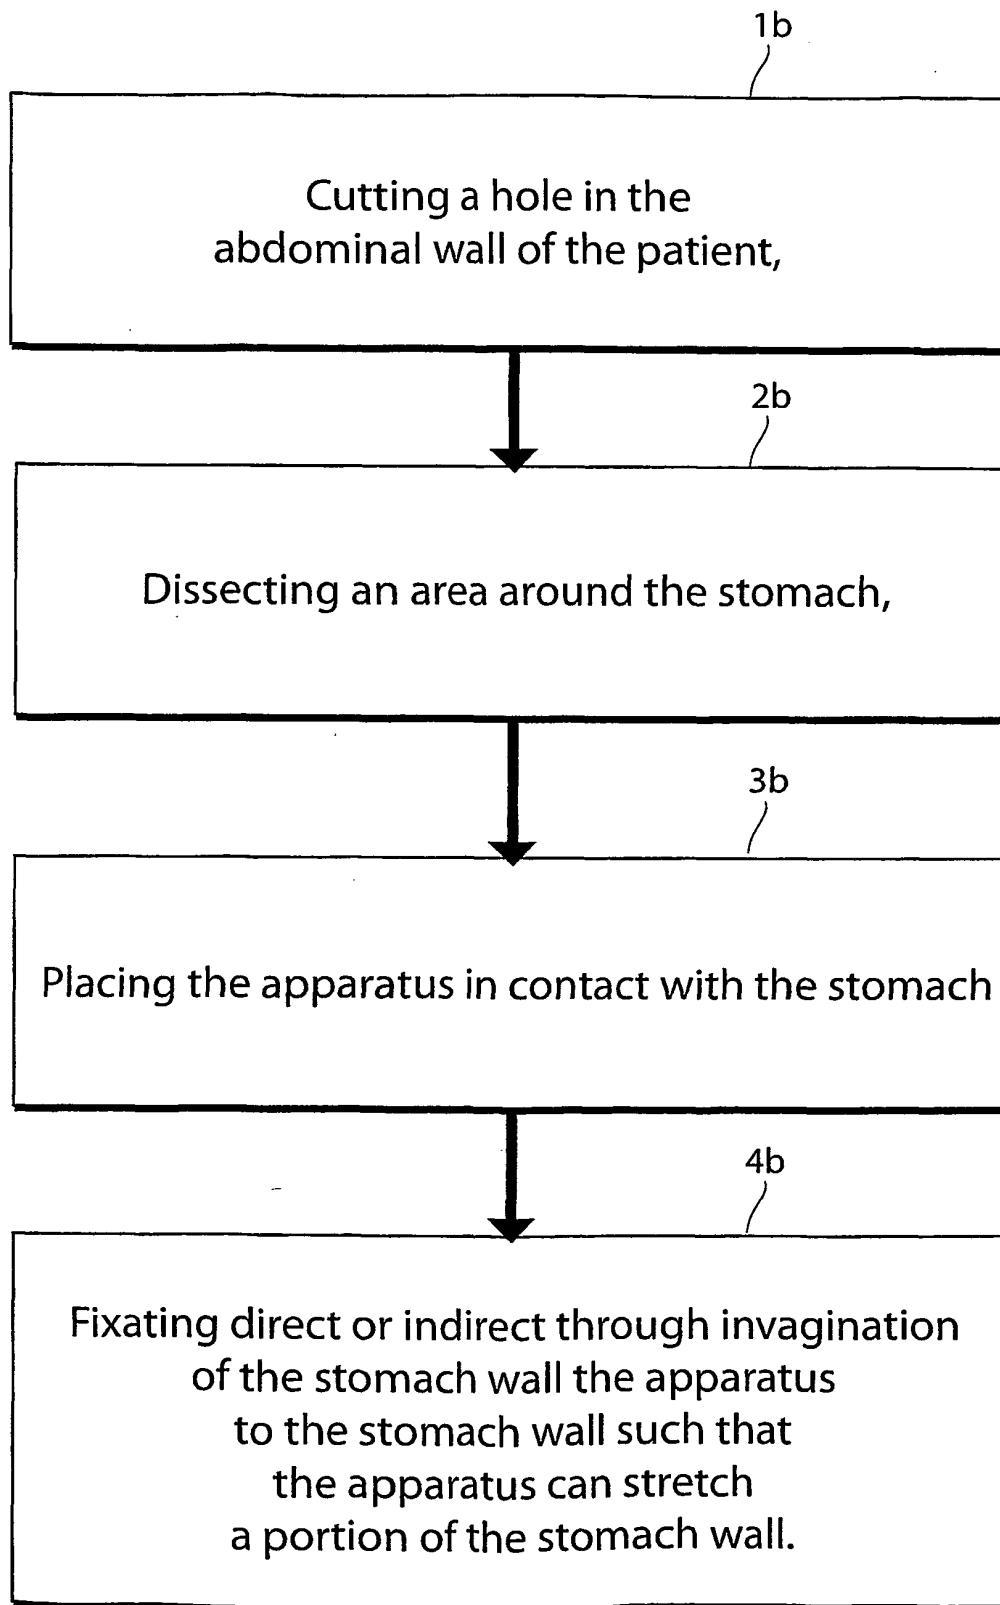 1b
Cutting a hole in the
abdominal wall of the patient,
2b
Dissecting an area around the stomach,
3b
Placing the apparatus in contact with the stomach
4b
Fixating direct or indirect through invagination
of the stomach wall the apparatus
to the stomach wall such that
the apparatus can stretch
a portion of the stomach wall.